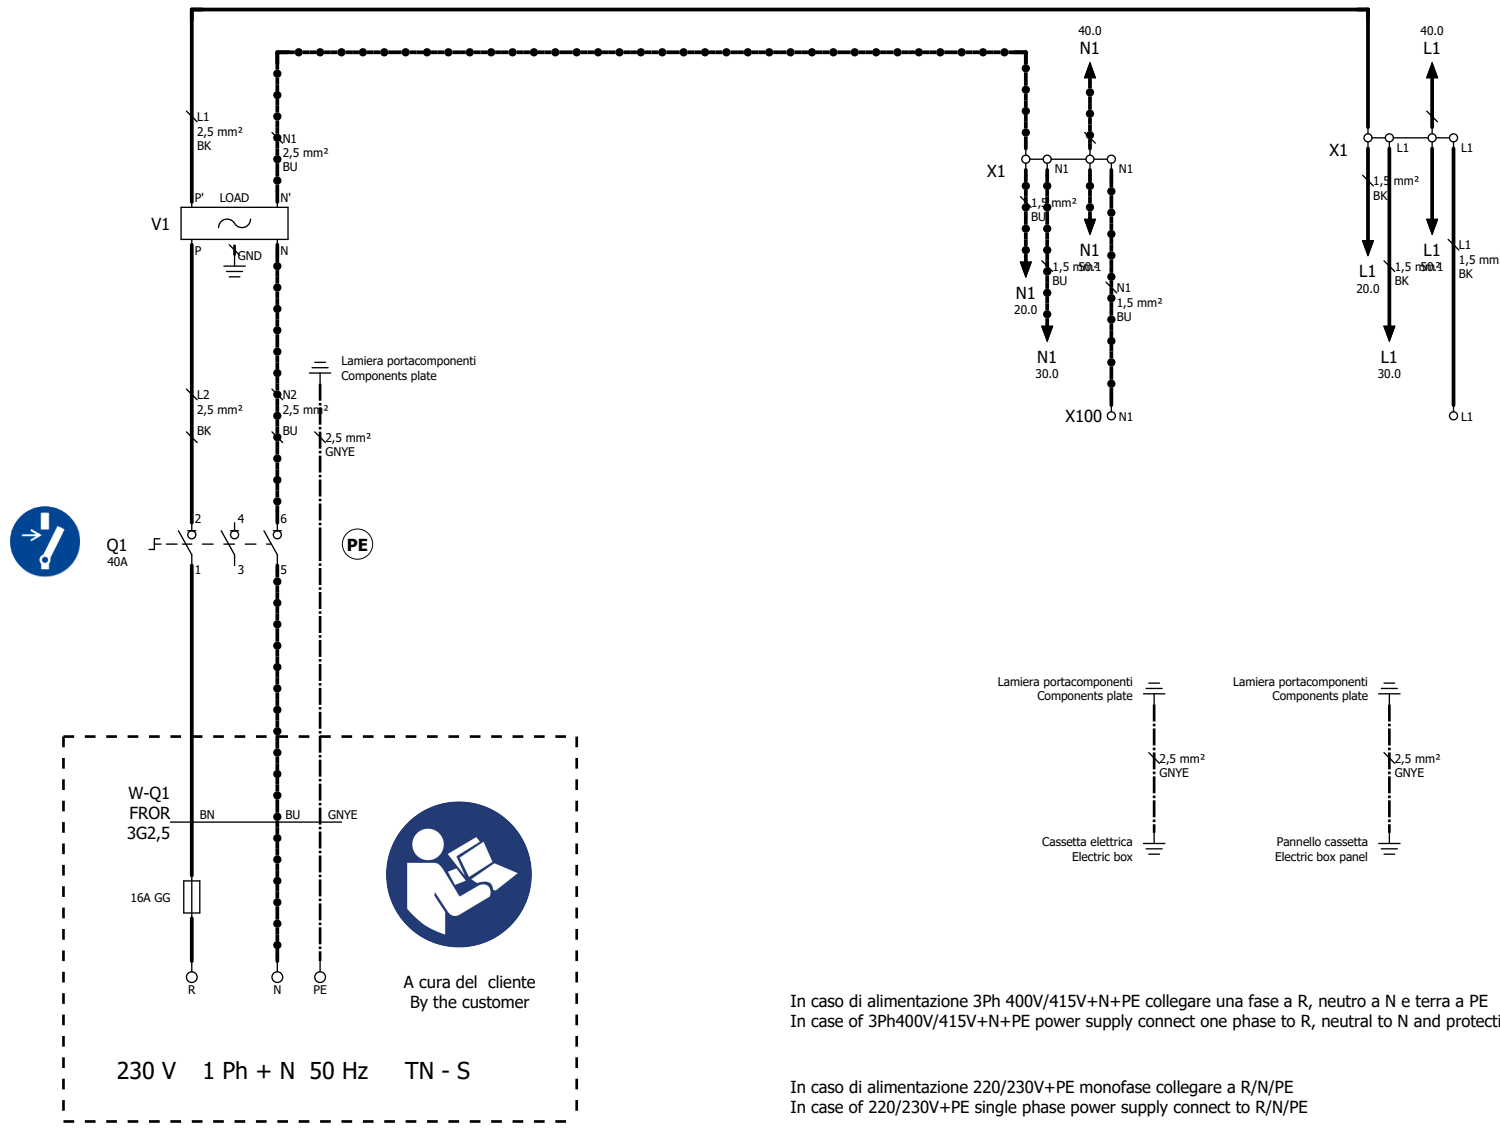 40.0
N1
40.0
L1
L1
2,5 mm²
BK
N1
2,5 mm²
BU
X1
N1
N1
X1
L1
L1
P' LOAD N'
V1
P GND N
1,5 mm²
BU
1,5 mm²
BU
N1
50.1
N1
1,5 mm²
BU
N1
20.0
N1
30.0
X100 N1
1,5 mm²
BK
L1
20.0
1,5 mm²
BK
L1
50.1
L1
1,5 mm
BK
L1
30.0
L1
Lamiera portacomponenti
Components plate
L2
2,5 mm²
BK
N2
2,5 mm²
BU
2,5 mm²
GNYE
2 4 6
Q1
40A
1 3 5
PE
Lamiera portacomponenti
Components plate
2,5 mm²
GNYE
Cassetta elettrica
Electric box
Lamiera portacomponenti
Components plate
2,5 mm²
GNYE
Pannello cassetta
Electric box panel
W-Q1
FROR
3G2,5
BN BU GNYE
16A GG
R N PE
A cura del cliente
By the customer
230 V 1 Ph + N 50 Hz TN - S
In caso di alimentazione 3Ph 400V/415V+N+PE collegare una fase a R, neutro a N e terra a PE
In case of 3Ph400V/415V+N+PE power supply connect one phase to R, neutral to N and protecti
In caso di alimentazione 220/230V+PE monofase collegare a R/N/PE
In case of 220/230V+PE single phase power supply connect to R/N/PE